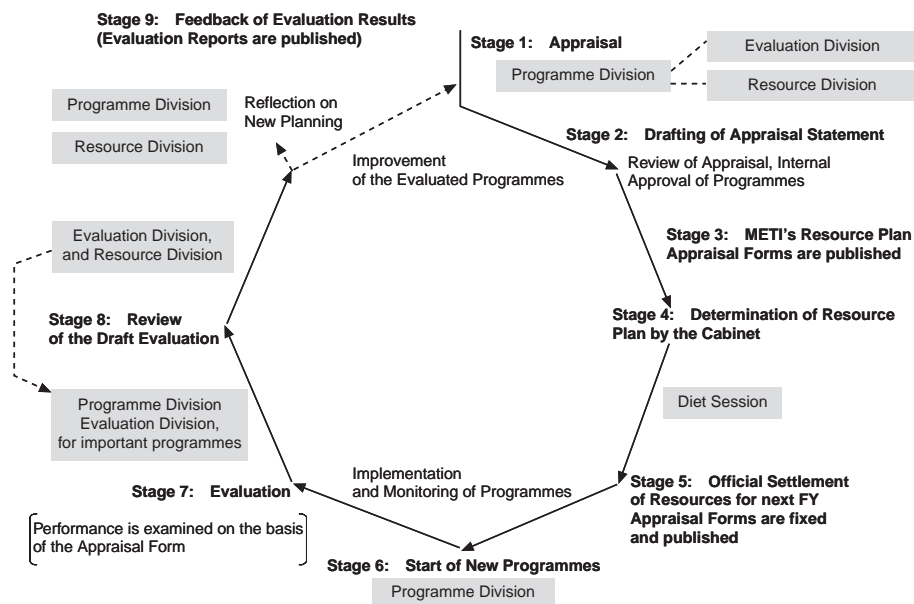 Stage 9: Feedback of Evaluation Results
(Evaluation Reports are published)
Stage 1: Appraisal
Programme Division
Evaluation Division
Resource Division
Programme Division
Resource Division
Reflection on
New Planning
Improvement
of the Evaluated Programmes
Stage 2: Drafting of Appraisal Statement
Review of Appraisal, Internal
Approval of Programmes
Evaluation Division,
and Resource Division
Stage 3: METI's Resource Plan
Appraisal Forms are published
Stage 8: Review
of the Draft Evaluation
Stage 4: Determination of Resource
Plan by the Cabinet
Programme Division
Evaluation Division,
for important programmes
Diet Session
Stage 7: Evaluation
Performance is examined on the basis
of the Appraisal Form
Implementation
and Monitoring of Programmes
Stage 5: Official Settlement
of Resources for next FY
Appraisal Forms are fixed
and published
Stage 6: Start of New Programmes
Programme Division